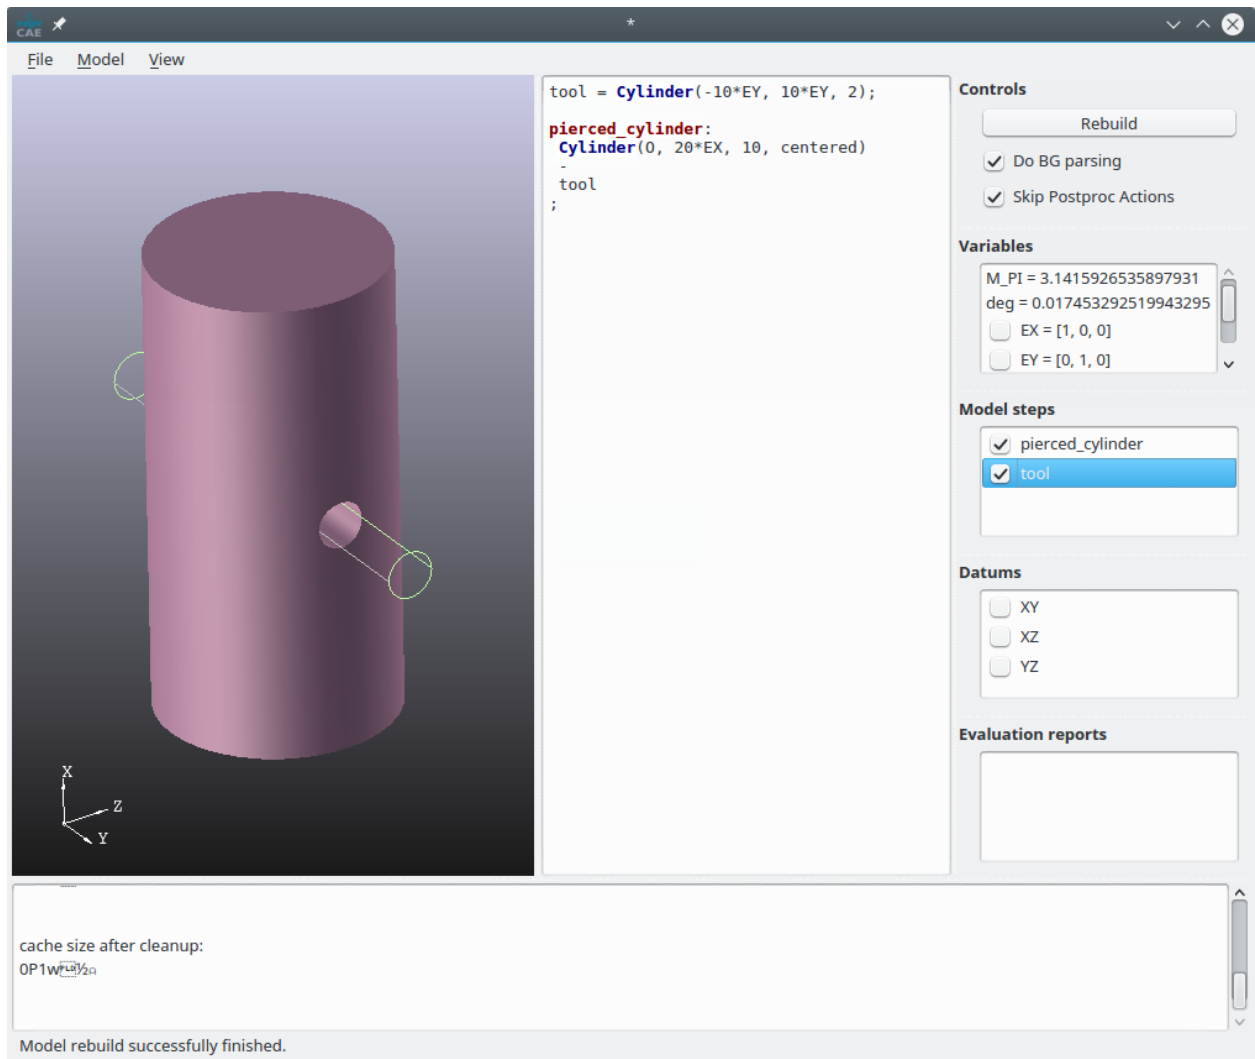 CAE
*
File Model View
X
Z
Y
tool = Cylinder(-10*EY, 10*EY, 2);
pierced_cylinder:
Cylinder(O, 20*EX, 10, centered)
-
tool
;
Controls
Rebuild
Do BG parsing
Skip Postproc Actions
Variables
M_PI = 3.1415926535897931
deg = 0.017453292519943295
EX = [1, 0, 0]
EY = [0, 1, 0]
Model steps
pierced_cylinder
tool
Datums
XY
XZ
YZ
Evaluation reports
cache size after cleanup:
Model rebuild successfully finished.